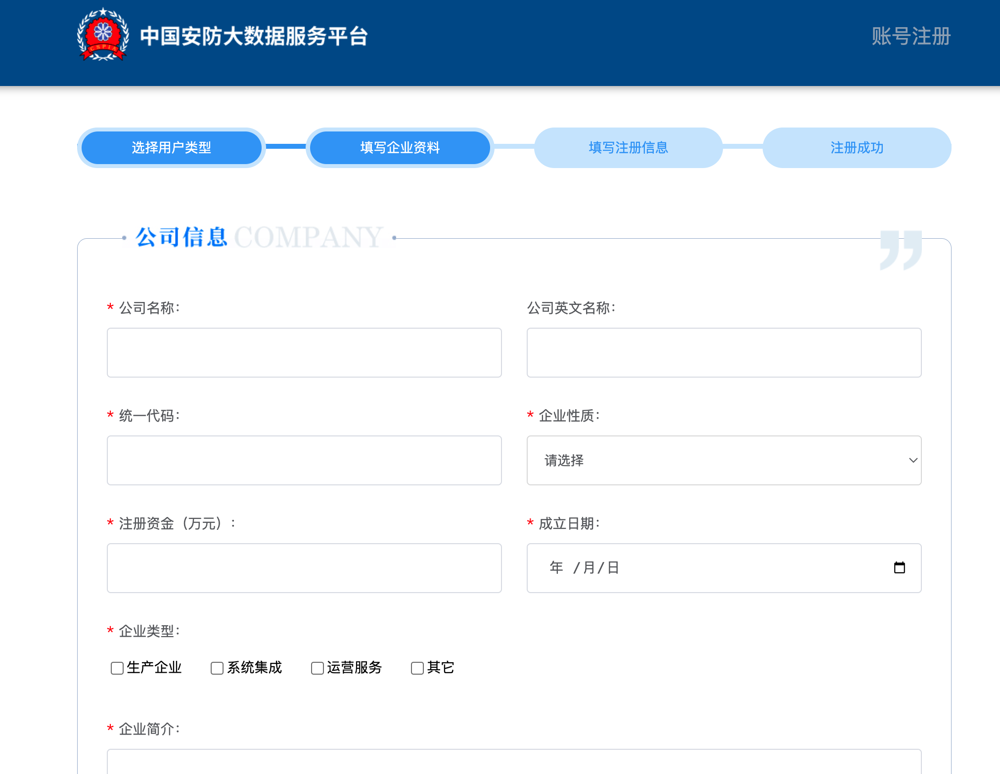 CSPIA
中国安防大数据服务平台
账号注册
选择用户类型
填写企业资料
填写注册信息
注册成功
公司信息 COMPANY
* 公司名称：
公司英文名称：
* 统一代码：
* 企业性质：
请选择
* 注册资金（万元）：
* 成立日期：
年 /月/日
* 企业类型：
生产企业 系统集成 运营服务 其它
* 企业简介：